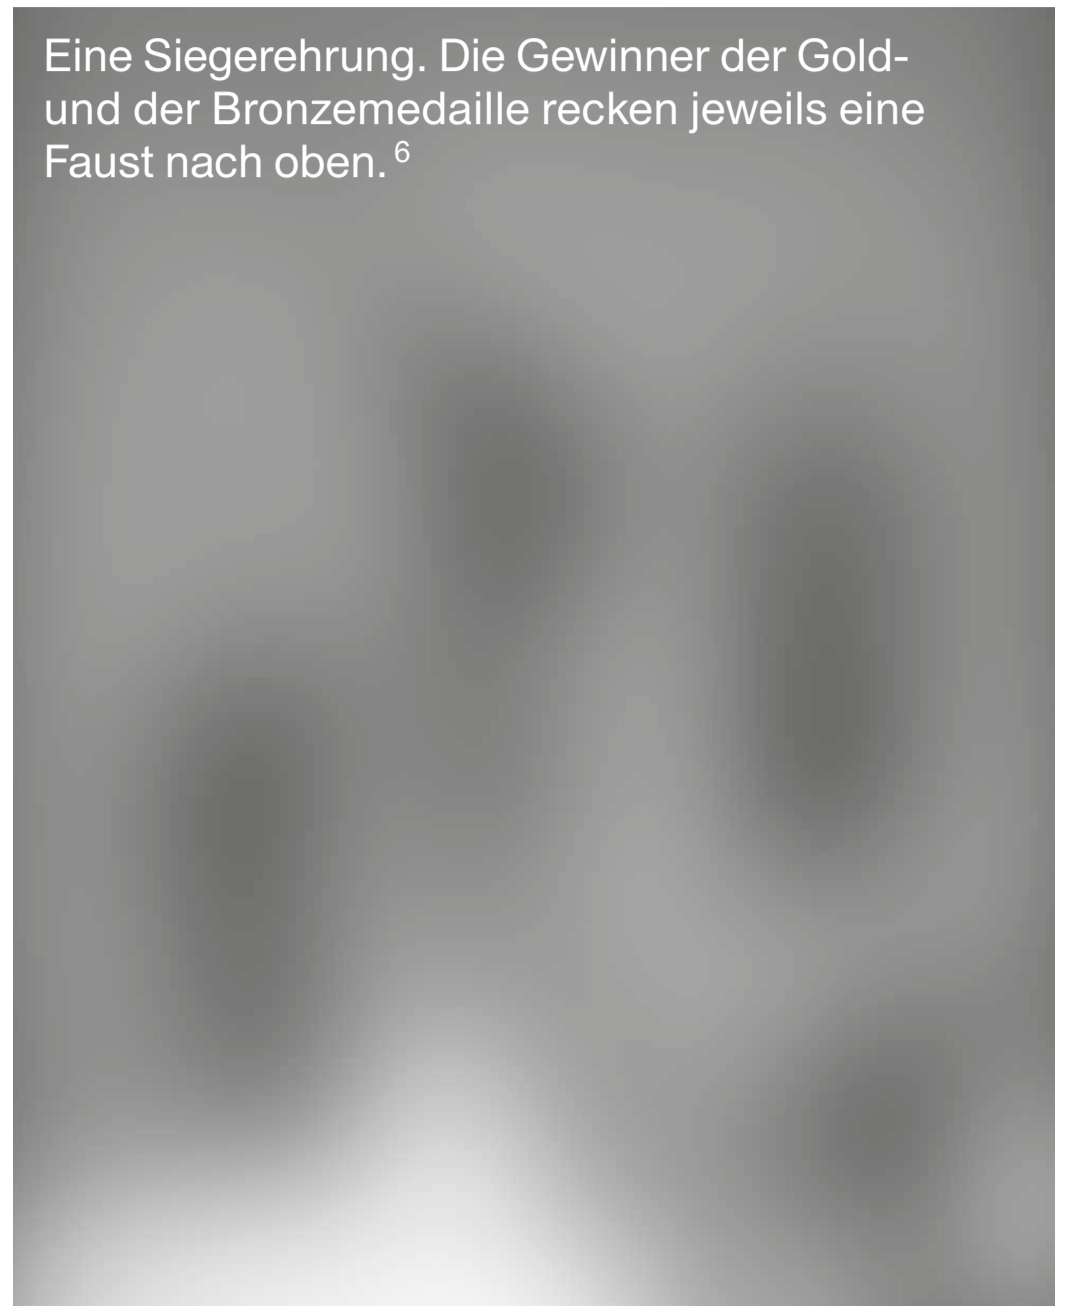 Eine Siegerehrung. Die Gewinner der Gold-
und der Bronzemedaille recken jeweils eine
Faust nach oben. 6